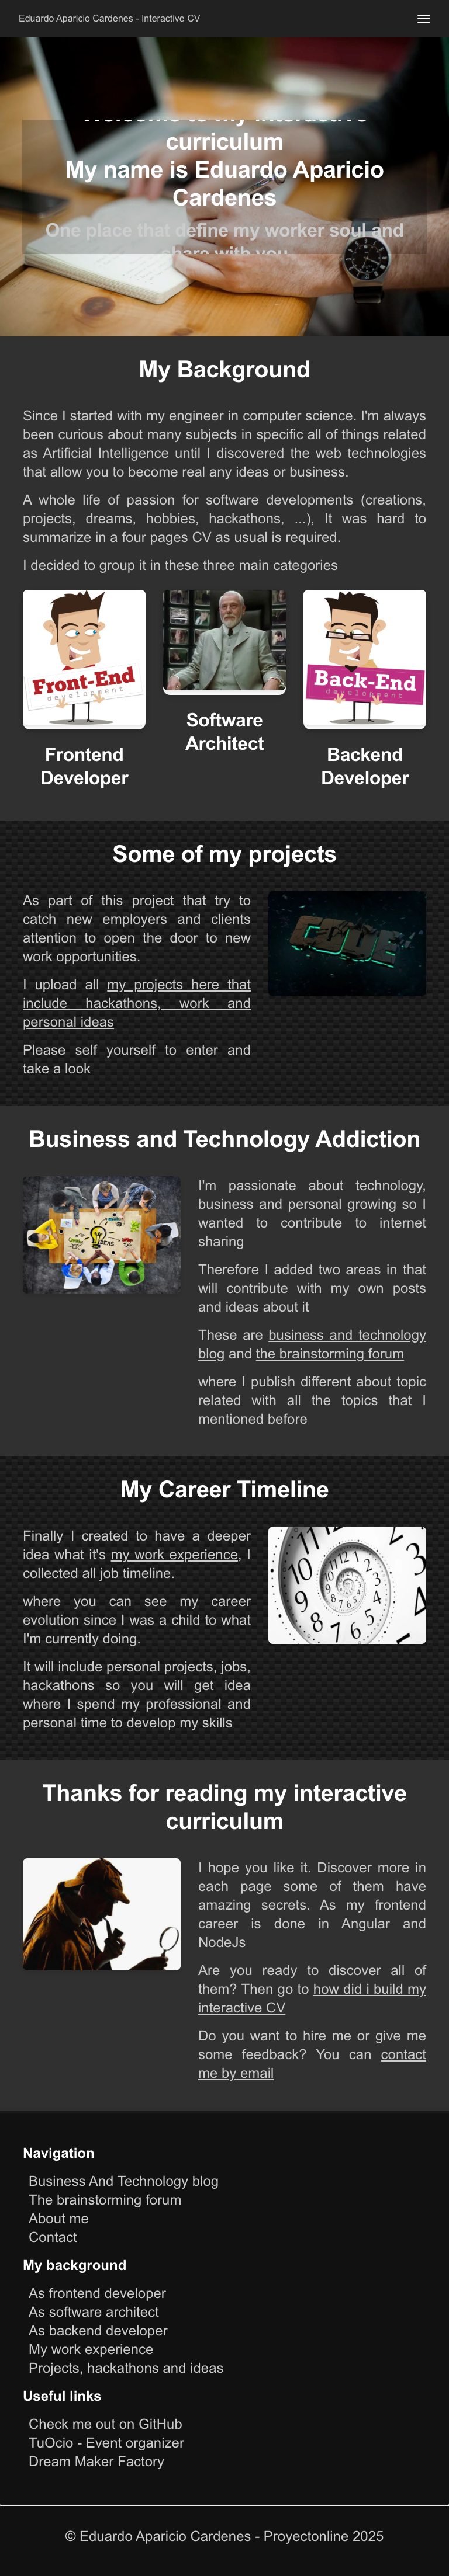 Eduardo Aparicio Cardenes - Interactive CV
Welcome to my interactive
curriculum
My name is Eduardo Aparicio
Cardenes
One place that define my worker soul and
share with you
My Background
Since I started with my engineer in computer science. I'm always
been curious about many subjects in specific all of things related
as Artificial Intelligence until I discovered the web technologies
that allow you to become real any ideas or business.
A whole life of passion for software developments (creations,
projects, dreams, hobbies, hackathons, ...), It was hard to
summarize in a four pages CV as usual is required.
I decided to group it in these three main categories
Front-End
development
Back-End
development
Frontend
Developer
Software
Architect
Backend
Developer
Some of my projects
As part of this project that try to
catch new employers and clients
attention to open the door to new
work opportunities.
I upload all my projects here that
include hackathons, work and
personal ideas
Please self yourself to enter and
take a look
CODE
Business and Technology Addiction
IDEAS
I'm passionate about technology,
business and personal growing so I
wanted to contribute to internet
sharing
Therefore I added two areas in that
will contribute with my own posts
and ideas about it
These are business and technology
blog and the brainstorming forum
where I publish different about topic
related with all the topics that I
mentioned before
My Career Timeline
Finally I created to have a deeper
idea what it's my work experience, I
collected all job timeline.
where you can see my career
evolution since I was a child to what
I'm currently doing.
It will include personal projects, jobs,
hackathons so you will get idea
where I spend my professional and
personal time to develop my skills
Thanks for reading my interactive
curriculum
I hope you like it. Discover more in
each page some of them have
amazing secrets. As my frontend
career is done in Angular and
NodeJs
Are you ready to discover all of
them? Then go to how did i build my
interactive CV
Do you want to hire me or give me
some feedback? You can contact
me by email
Navigation
Business And Technology blog
The brainstorming forum
About me
Contact
My background
As frontend developer
As software architect
As backend developer
My work experience
Projects, hackathons and ideas
Useful links
Check me out on GitHub
TuOcio - Event organizer
Dream Maker Factory
© Eduardo Aparicio Cardenes - Proyectonline 2025